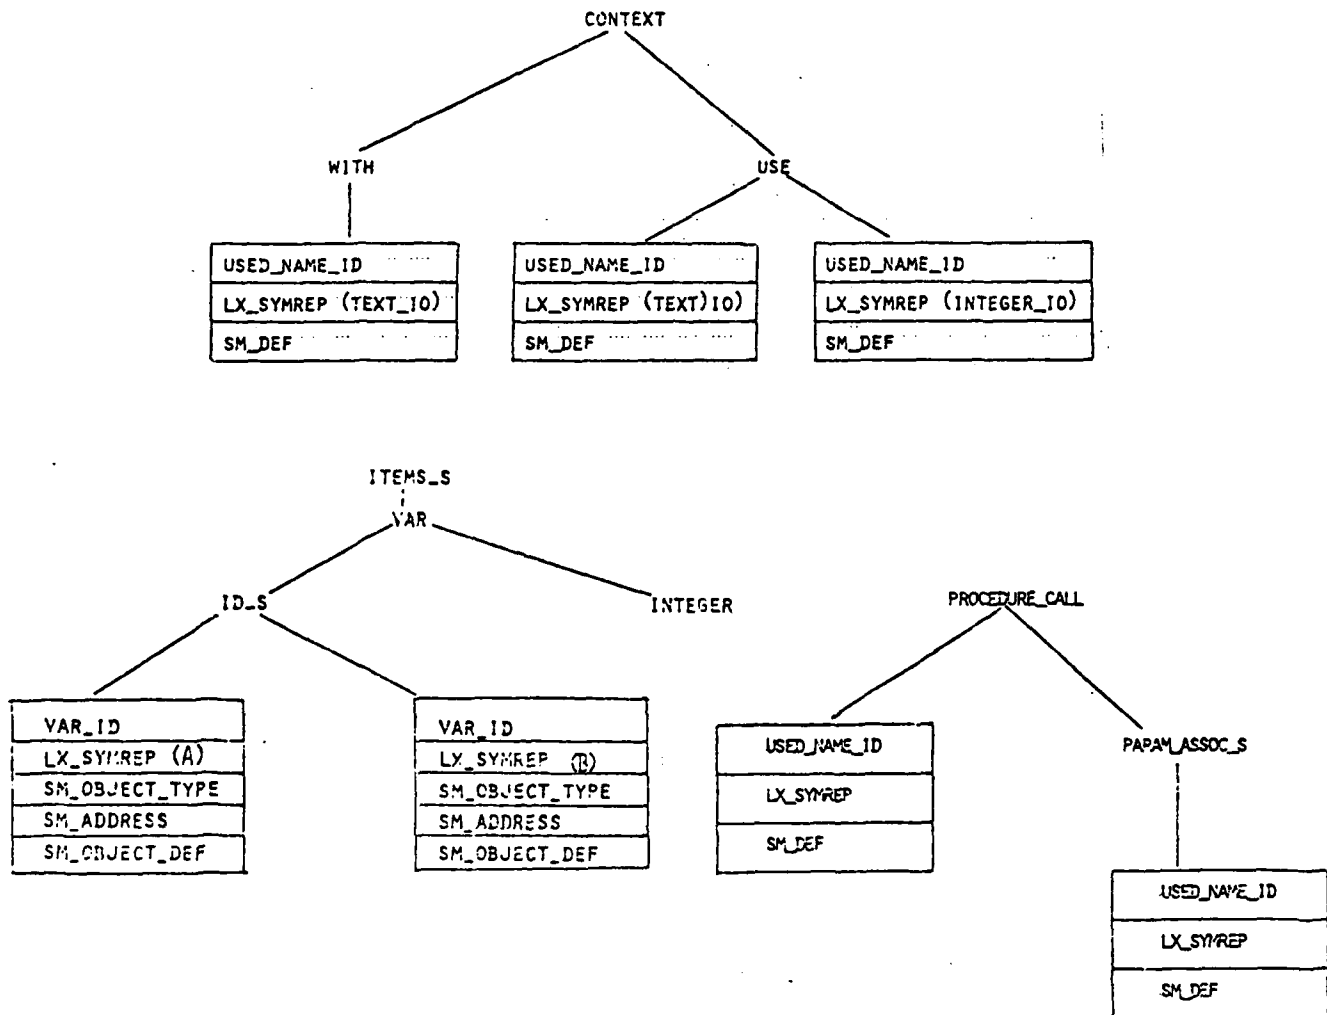 CONTEXT
WITH
USE
USED_NAME_ID
LX_SYMREP (TEXT_IO)
SM_DEF
USED_NAME_ID
LX_SYMREP (TEXT)IO)
SM_DEF
USED_NAME_ID
LX_SYMREP (INTEGER_IO)
SM_DEF
ITEMS_S
VAR
ID_S
INTEGER
VAR_ID
LX_SYMREP (A)
SM_OBJECT_TYPE
SM_ADDRESS
SM_OBJECT_DEF
VAR_ID
LX_SYMREP (B)
SM_OBJECT_TYPE
SM_ADDRESS
SM_OBJECT_DEF
PROCEDURE_CALL
USED_NAME_ID
LX_SYMREP
SM_DEF
PAPAM_ASSOC_S
USED_NAME_ID
LX_SYMREP
SM_DEF